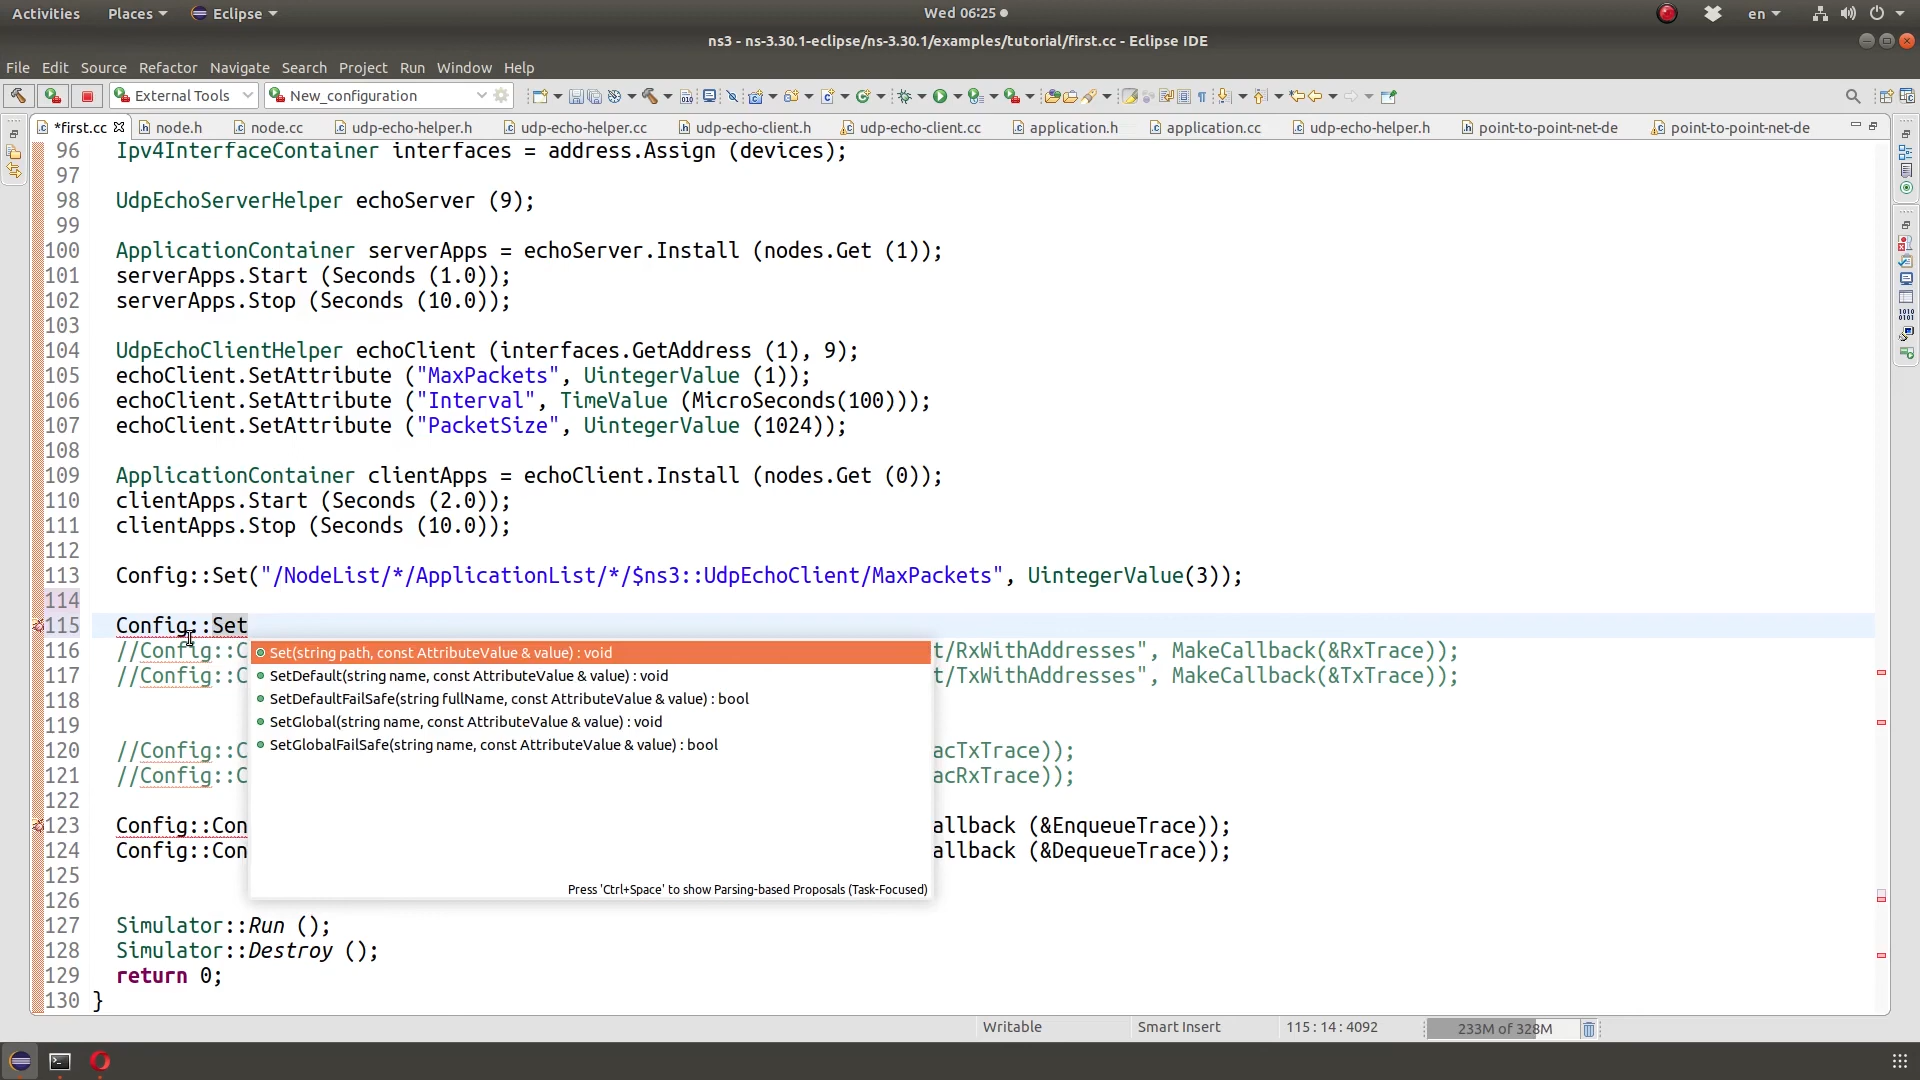 Activities Places Eclipse Wed 06:25 en
ns3 - ns-3.30.1-eclipse/ns-3.30.1/examples/tutorial/first.cc - Eclipse IDE
File Edit Source Refactor Navigate Search Project Run Window Help
External Tools New_configuration
*first.cc node.h node.cc udp-echo-helper.h udp-echo-helper.cc udp-echo-client.h udp-echo-client.cc application.h application.cc udp-echo-helper.h point-to-point-net-de point-to-point-net-de
96 Ipv4InterfaceContainer interfaces = address.Assign (devices);
97
98 UdpEchoServerHelper echoServer (9);
99
100 ApplicationContainer serverApps = echoServer.Install (nodes.Get (1));
101 serverApps.Start (Seconds (1.0));
102 serverApps.Stop (Seconds (10.0));
103
104 UdpEchoClientHelper echoClient (interfaces.GetAddress (1), 9);
105 echoClient.SetAttribute ("MaxPackets", UintegerValue (1));
106 echoClient.SetAttribute ("Interval", TimeValue (MicroSeconds(100)));
107 echoClient.SetAttribute ("PacketSize", UintegerValue (1024));
108
109 ApplicationContainer clientApps = echoClient.Install (nodes.Get (0));
110 clientApps.Start (Seconds (2.0));
111 clientApps.Stop (Seconds (10.0));
112
113 Config::Set("/NodeList/*/ApplicationList/*/$ns3::UdpEchoClient/MaxPackets", UintegerValue(3));
114
115 Config::Set
116 //Config::C t/RxWithAddresses", MakeCallback(&RxTrace));
117 //Config::C t/TxWithAddresses", MakeCallback(&TxTrace));
118
119
120 //Config::C acTxTrace));
121 //Config::C acRxTrace));
122
123 Config::Con allback (&EnqueueTrace));
124 Config::Con allback (&DequeueTrace));
125
126
127 Simulator::Run ();
128 Simulator::Destroy ();
129 return 0;
130 }
Set(string path, const AttributeValue & value) : void
SetDefault(string name, const AttributeValue & value) : void
SetDefaultFailSafe(string fullName, const AttributeValue & value) : bool
SetGlobal(string name, const AttributeValue & value) : void
SetGlobalFailSafe(string name, const AttributeValue & value) : bool
Press 'Ctrl+Space' to show Parsing-based Proposals (Task-Focused)
Writable Smart Insert 115 : 14 : 4092 233M of 328M